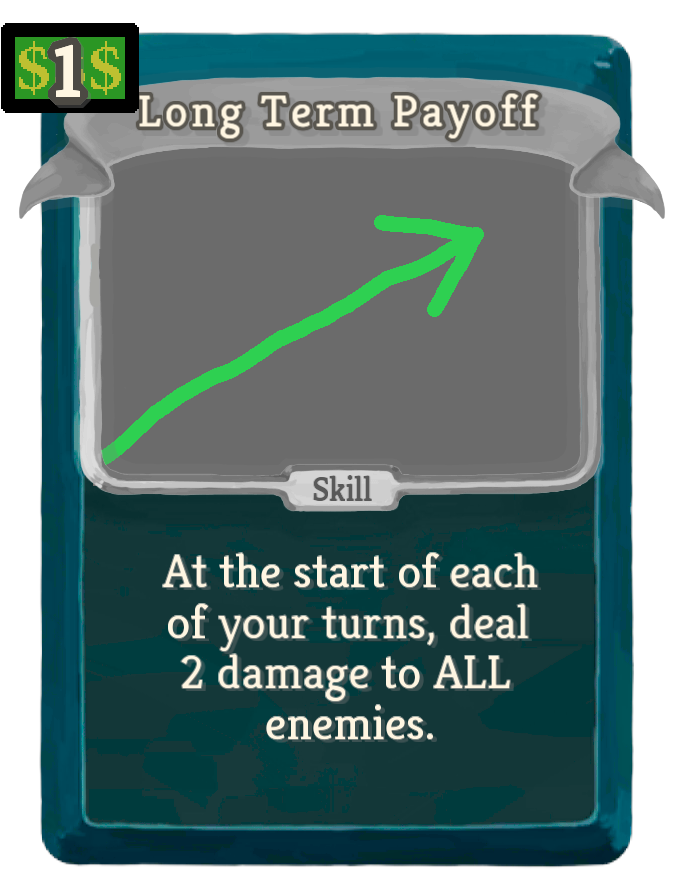 $1$
Long Term Payoff
Skill
At the start of each
of your turns, deal
2 damage to ALL
enemies.